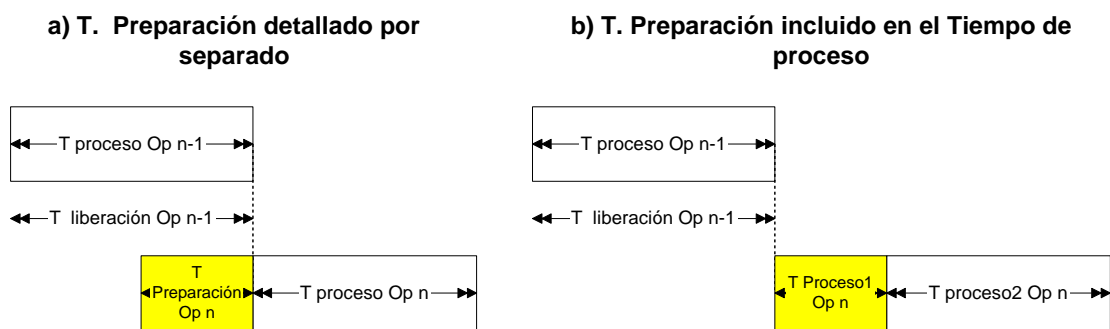 a) T.  Preparación detallado por
separado
T proceso Op n-1
T  liberación Op n-1
T
Preparación
Op n
T proceso Op n
b) T. Preparación incluido en el Tiempo de
proceso
T proceso Op n-1
T  liberación Op n-1
T Proceso1
Op n
T proceso2 Op n